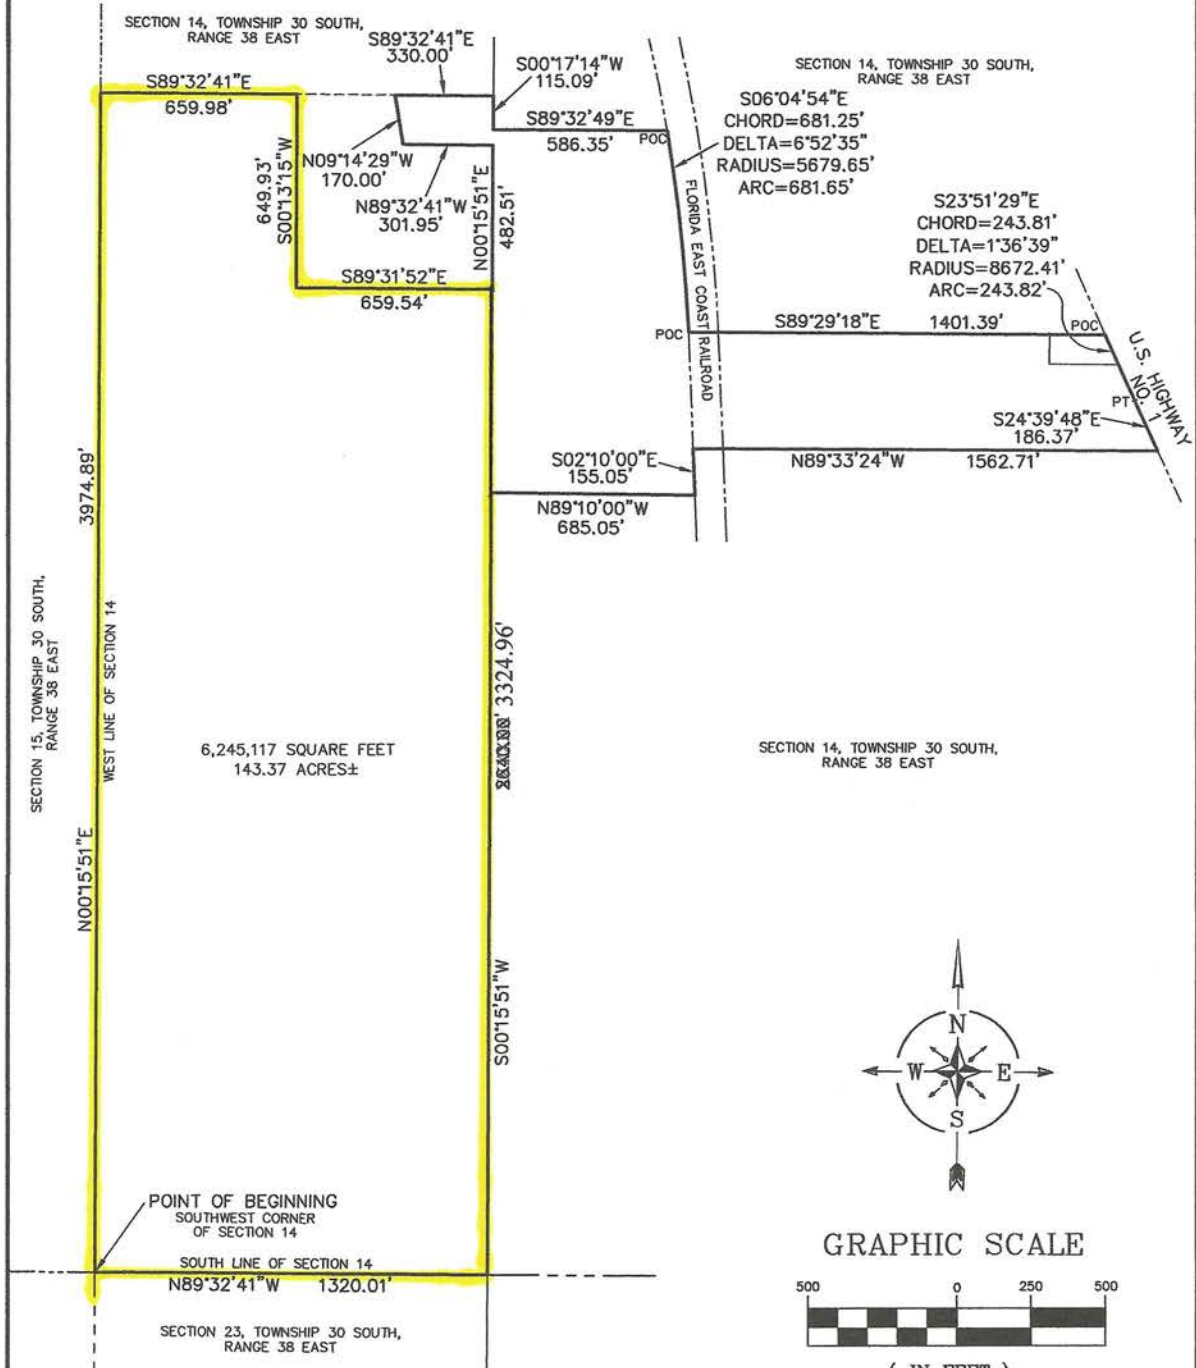 SECTION 14, TOWNSHIP 30 SOUTH,
RANGE 38 EAST
S89°32'41"E
330.00'
S00°17'14"W
115.09'
SECTION 14, TOWNSHIP 30 SOUTH,
RANGE 38 EAST
S89°32'41"E
659.98'
S89°32'49"E
586.35'
POC
S06°04'54"E
CHORD=681.25'
DELTA=6°52'35"
RADIUS=5679.65'
ARC=681.65'
649.93'
S00°13'15"W
N09°14'29"W
170.00'
N89°32'41"W
301.95'
N00°15'51"E
482.51'
FLORIDA EAST COAST RAILROAD
S23°51'29"E
CHORD=243.81'
DELTA=1°36'39"
RADIUS=8672.41'
ARC=243.82'
S89°31'52"E
659.54'
POC
S89°29'18"E 1401.39'
POC
U.S. HIGHWAY
NO. 1
PT
S24°39'48"E
186.37'
N89°33'24"W 1562.71'
S02°10'00"E
155.05'
N89°10'00"W
685.05'
3974.89'
N00°15'51"E
WEST LINE OF SECTION 14
SECTION 15, TOWNSHIP 30 SOUTH,
RANGE 38 EAST
6,245,117 SQUARE FEET
143.37 ACRES±
3324.96'
S00°15'51"W
SECTION 14, TOWNSHIP 30 SOUTH,
RANGE 38 EAST
N
W
E
S
POINT OF BEGINNING
SOUTHWEST CORNER
OF SECTION 14
SOUTH LINE OF SECTION 14
N89°32'41"W 1320.01'
SECTION 23, TOWNSHIP 30 SOUTH,
RANGE 38 EAST
GRAPHIC SCALE
500 0 250 500
( IN FEET )